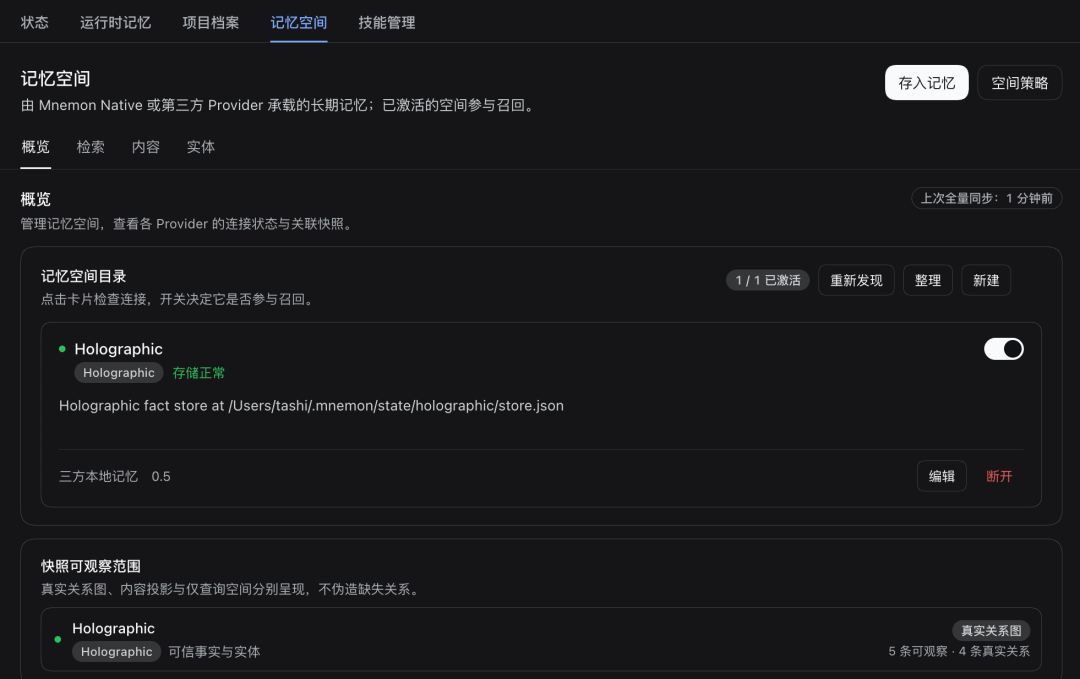 状态 运行时记忆 项目档案 记忆空间 技能管理
记忆空间
由 Mnemon Native 或第三方 Provider 承载的长期记忆；已激活的空间参与召回。
存入记忆 空间策略
概览 检索 内容 实体
概览
管理记忆空间，查看各 Provider 的连接状态与关联快照。
上次全量同步：1 分钟前
记忆空间目录
点击卡片检查连接，开关决定它是否参与召回。
1 / 1 已激活 重新发现 整理 新建
Holographic
Holographic 存储正常
Holographic fact store at /Users/tashi/.mnemon/state/holographic/store.json
三方本地记忆 0.5 编辑 断开
快照可观察范围
真实关系图、内容投影与仅查询空间分别呈现，不伪造缺失关系。
Holographic
Holographic 可信事实与实体
真实关系图
5 条可观察 · 4 条真实关系